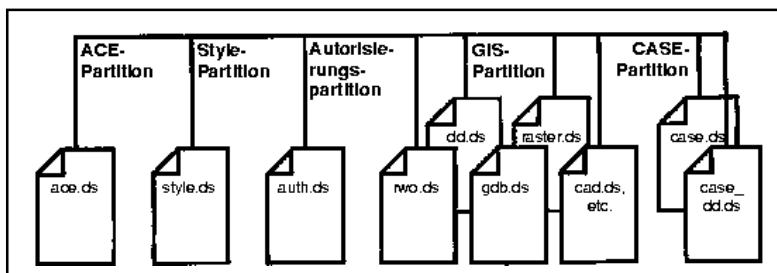 ACE-
Partition
Style-
Partition
Autorisie-
rungs-
partition
GIS-
Partition
CASE-
Partition
dd.ds
raster.ds
case.ds
ace.ds
style.ds
auth.ds
rwo.ds
gdb.ds
cad.ds,
etc.
case_
dd.ds